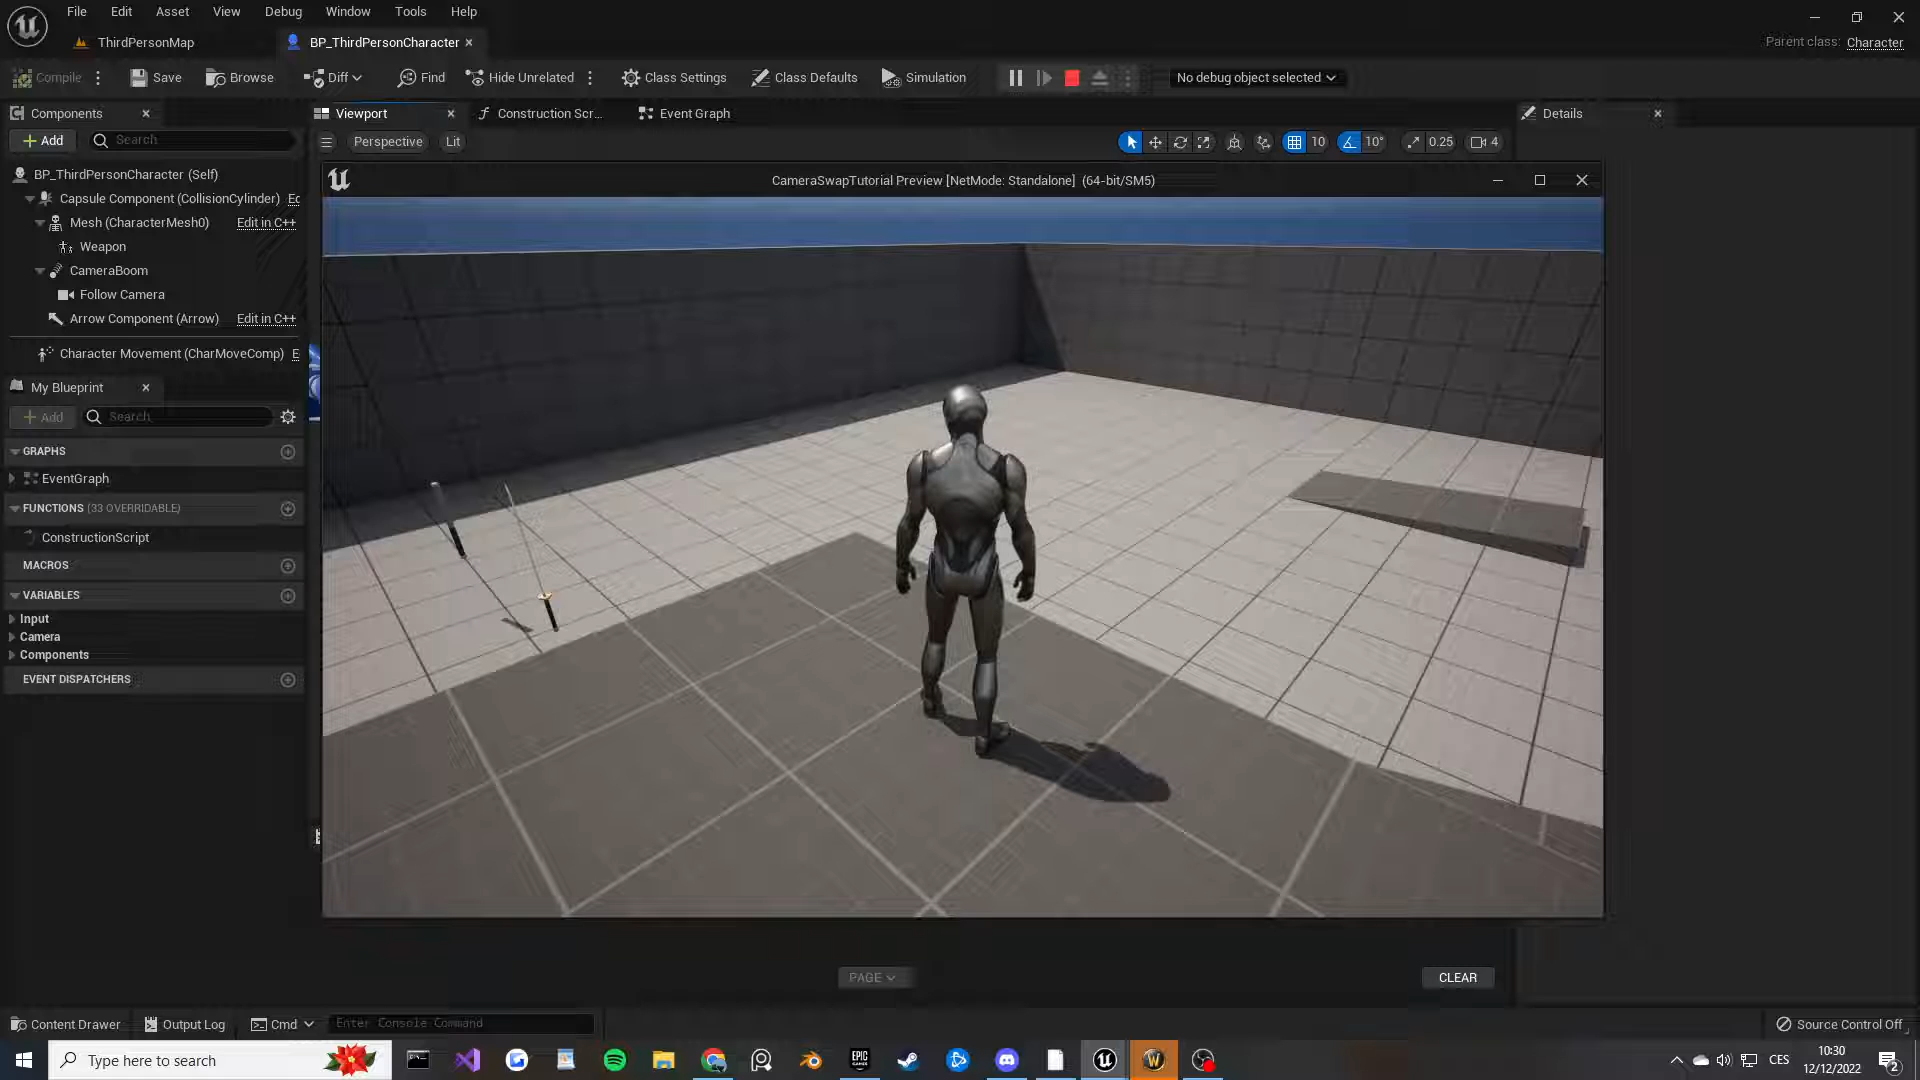 File Edit Asset View Debug Window Tools Help
ThirdPersonMap
BP_ThirdPersonCharacter
Parent class: Character
Compile
Save
Browse
Diff
Find
Hide Unrelated
Class Settings
Class Defaults
Simulation
No debug object selected
Components
Viewport
Construction Scr...
Event Graph
Details
Add
Search
Perspective
Lit
10
10°
0.25
4
BP_ThirdPersonCharacter (Self)
CameraSwapTutorial Preview [NetMode: Standalone] (64-bit/SM5)
Capsule Component (CollisionCylinder)
Mesh (CharacterMesh0) Edit in C++
Weapon
CameraBoom
Follow Camera
Arrow Component (Arrow) Edit in C++
Character Movement (CharMoveComp)
My Blueprint
Add
Search
GRAPHS
EventGraph
FUNCTIONS (33 OVERRIDABLE)
ConstructionScript
MACROS
VARIABLES
Input
Camera
Components
EVENT DISPATCHERS
PAGE
CLEAR
Content Drawer
Output Log
Cmd
Enter Console Command
Source Control Off
Type here to search
EPIC
GAMES
CES
10:30
12/12/2022
2